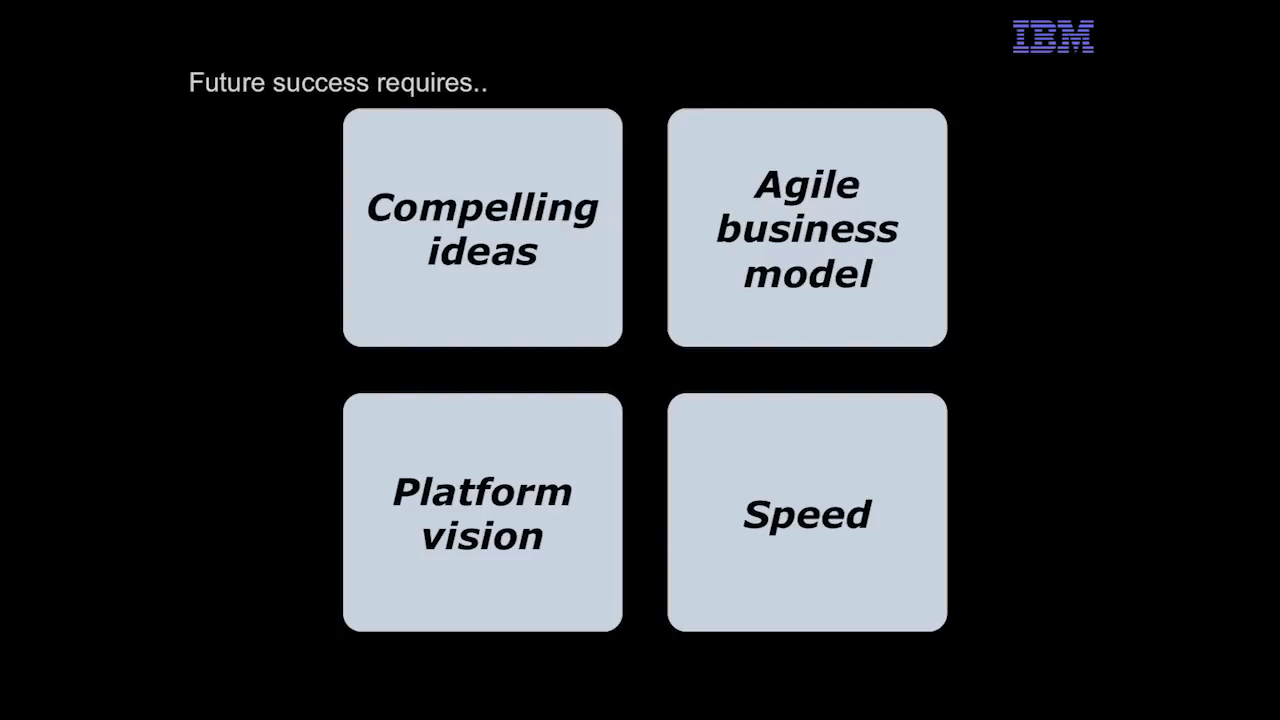 IBM
Future success requires..
Compelling
ideas
Agile
business
model
Platform
vision
Speed